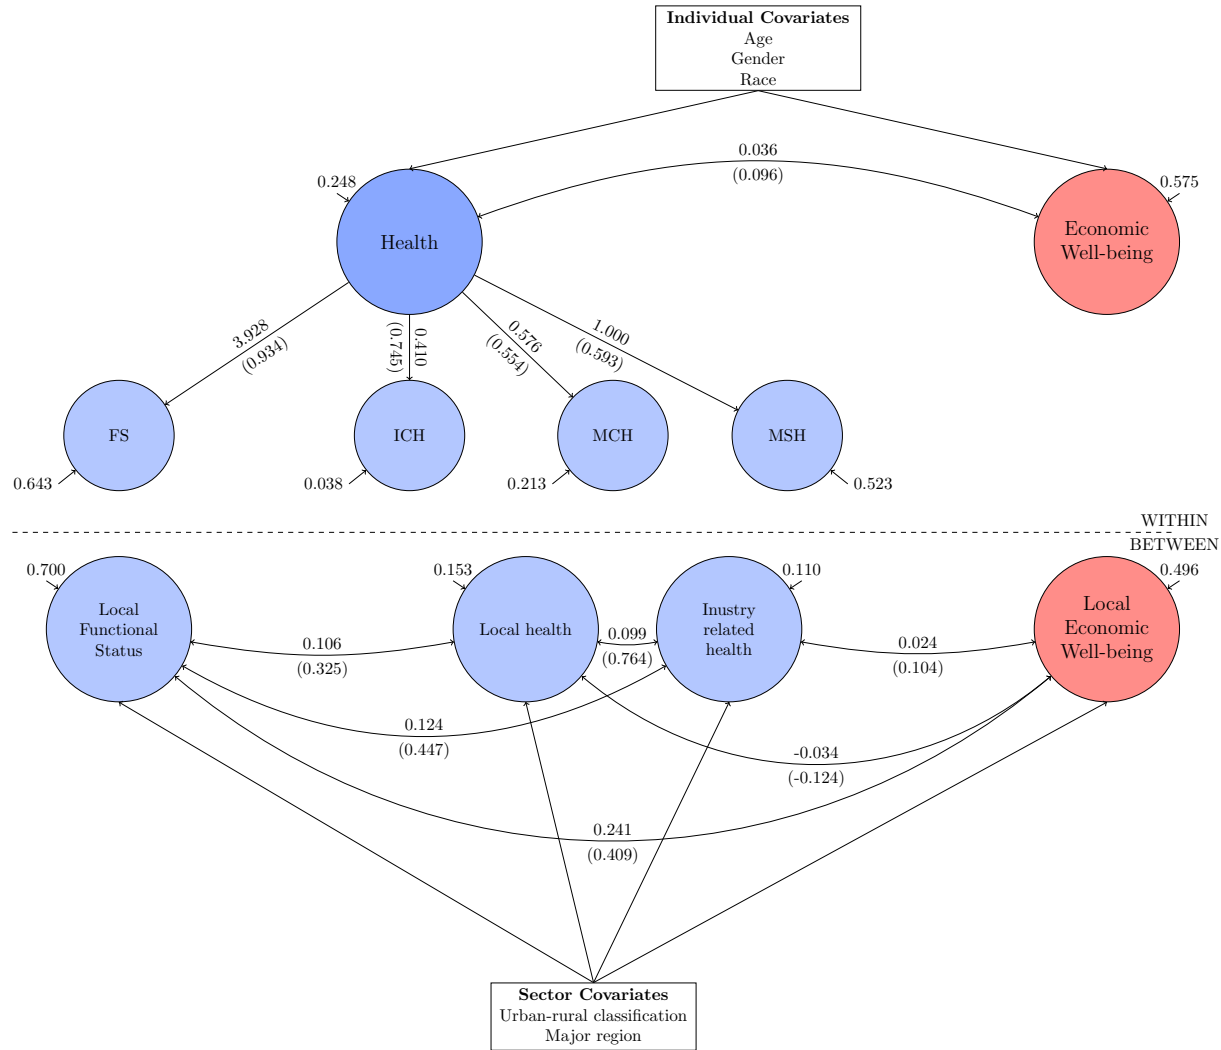 Individual Covariates
Age
Gender
Race
0.036
(0.096)
0.248
0.575
Health
Economic
Well-being
3.928
(0.934)
0.410
(0.745)
0.576
(0.554)
1.000
(0.593)
FS
ICH
MCH
MSH
0.643
0.038
0.213
0.523
WITHIN
BETWEEN
0.700
0.153
0.110
0.496
Local
Functional
Status
Local health
Inustry
related
health
Local
Economic
Well-being
0.106
(0.325)
0.099
(0.764)
0.024
(0.104)
0.124
(0.447)
-0.034
(-0.124)
0.241
(0.409)
Sector Covariates
Urban-rural classification
Major region